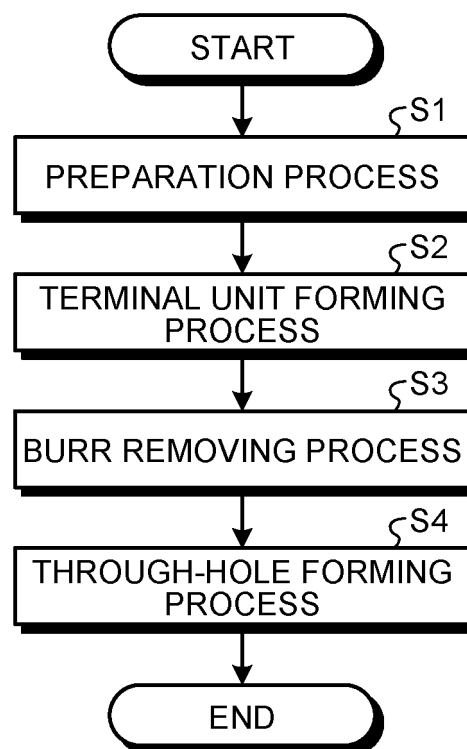 START
S1
PREPARATION PROCESS
S2
TERMINAL UNIT FORMING
PROCESS
S3
BURR REMOVING PROCESS
S4
THROUGH-HOLE FORMING
PROCESS
END